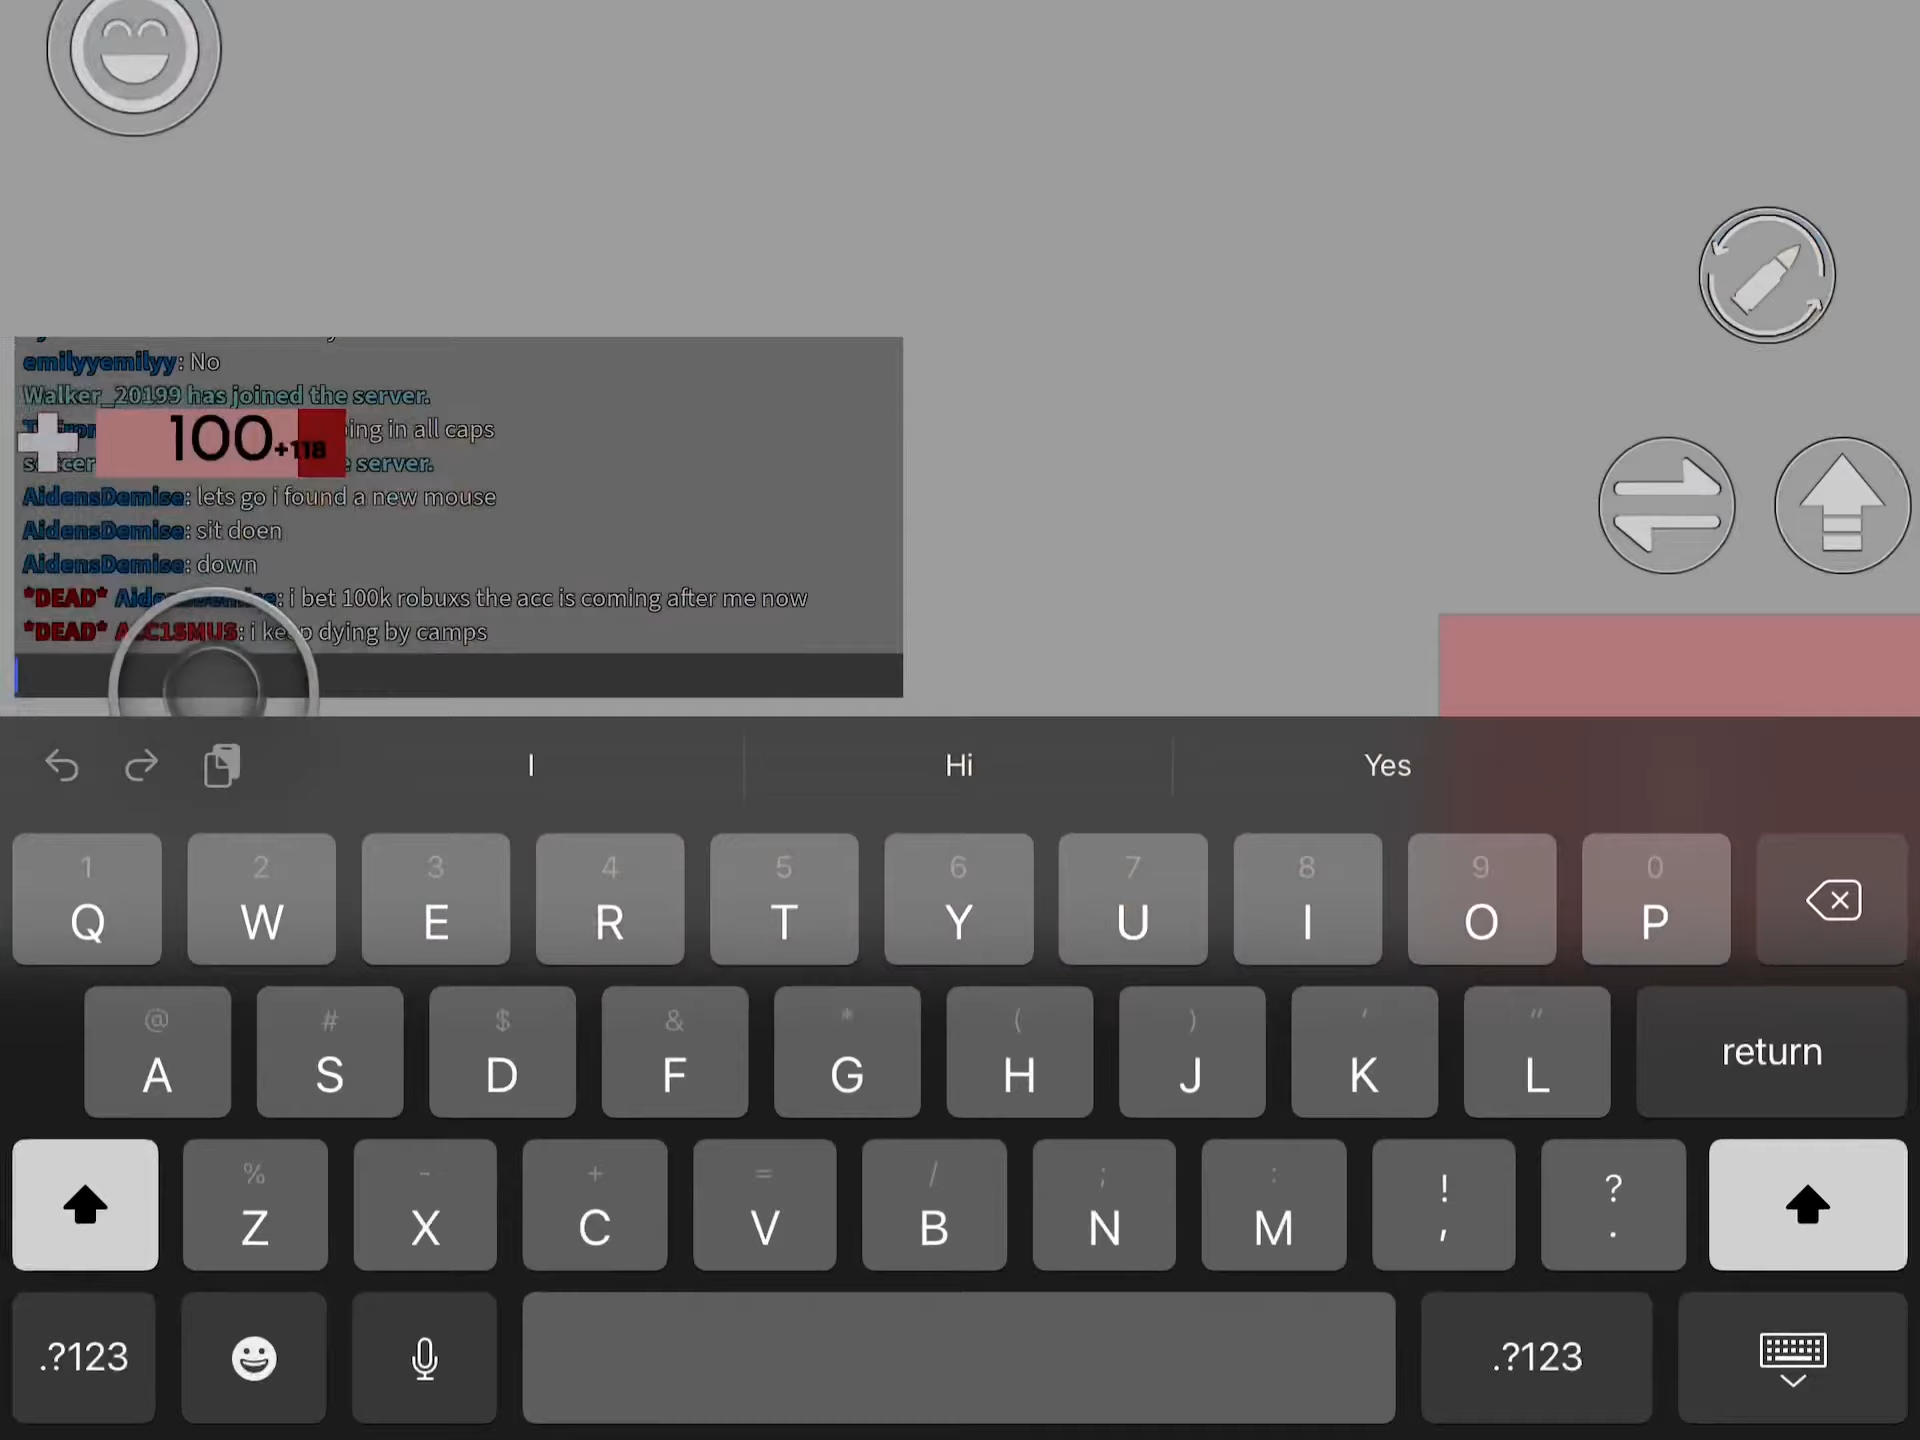 emilyyemilyy: No
Walker_20199 has joined the server.
ing in all caps
100+118
server.
AidensDemise: lets go i found a new mouse
AidensDemise: sit doen
AidensDemise: down
*DEAD* AidensDemise: i bet 100k robuxs the acc is coming after me now
*DEAD* : i keep dying by camps
I Hi Yes
1 2 3 4 5 6 7 8 9 0
Q W E R T Y U I O P
@ # $ & * ( ) ' "
A S D F G H J K L return
% - + = / ; : ! ?
Z X C V B N M , .
.?123 .?123